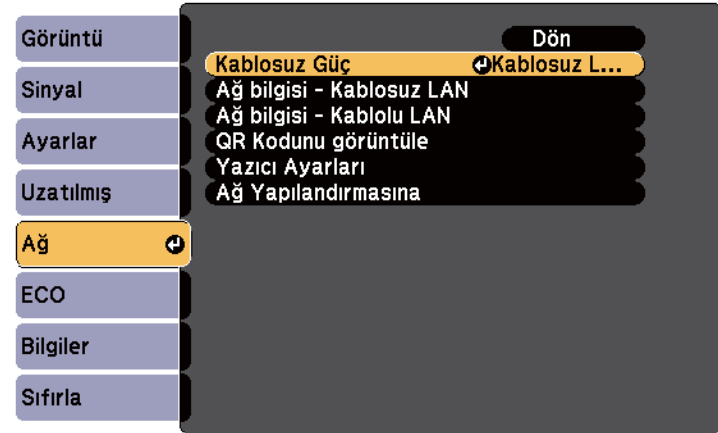 Görüntü
Sinyal
Ayarlar
Uzatılmış
Ağ
ECO
Bilgiler
Sıfırla
Dön
Kablosuz Güç Kablosuz L...
Ağ bilgisi - Kablosuz LAN
Ağ bilgisi - Kablolu LAN
QR Kodunu görüntüle
Yazıcı Ayarları
Ağ Yapılandırmasına